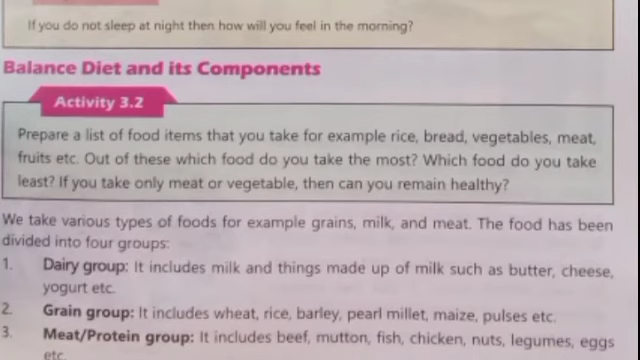 If you do not sleep at night then how will you feel in the morning?
Balance Diet and its Components
Activity 3.2
Prepare a list of food items that you take for example rice, bread, vegetables, meat,
fruits etc. Out of these which food do you take the most? Which food do you take
least? If you take only meat or vegetable, then can you remain healthy?
We take various types of foods for example grains, milk, and meat. The food has been
divided into four groups:
1. Dairy group: It includes milk and things made up of milk such as butter, cheese,
yogurt etc.
2. Grain group: It includes wheat, rice, barley, pearl millet, maize, pulses etc.
3. Meat/Protein group: It includes beef, mutton, fish, chicken, nuts, legumes, eggs
etc.